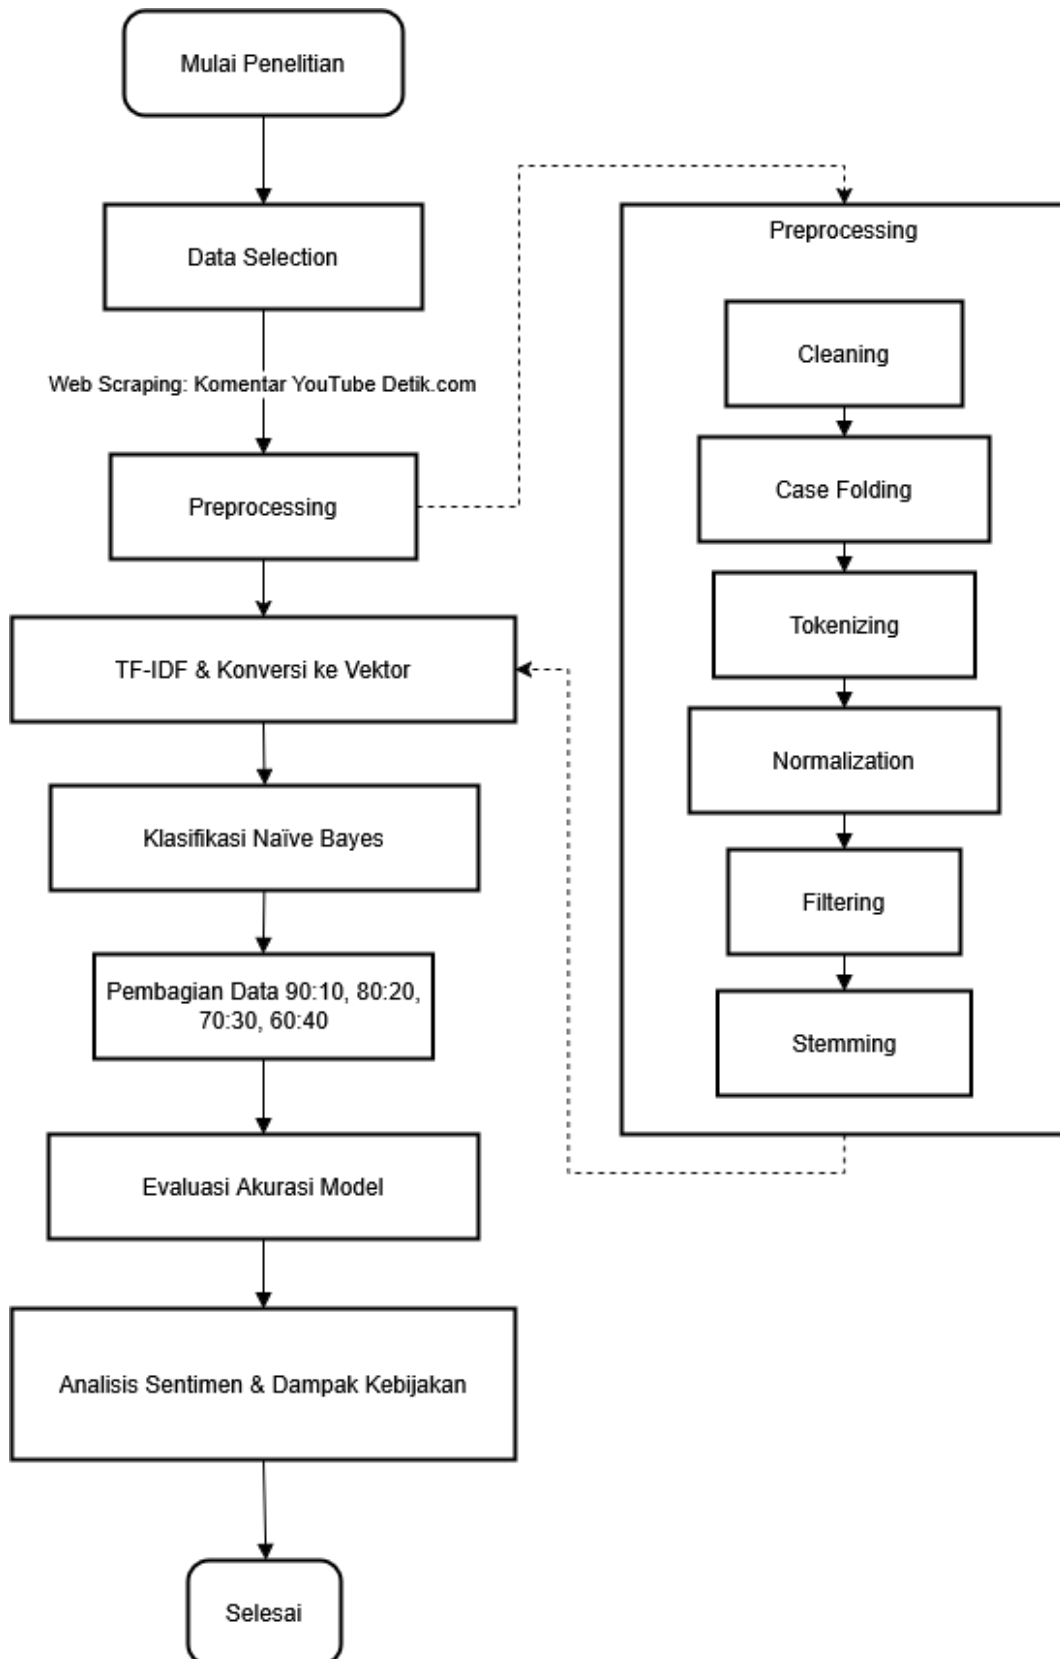 Mulai Penelitian
Data Selection
Web Scraping: Komentar YouTube Detik.com
Preprocessing
TF-IDF & Konversi ke Vektor
Klasifikasi Naïve Bayes
Pembagian Data 90:10, 80:20,
70:30, 60:40
Evaluasi Akurasi Model
Analisis Sentimen & Dampak Kebijakan
Selesai
Preprocessing
Cleaning
Case Folding
Tokenizing
Normalization
Filtering
Stemming